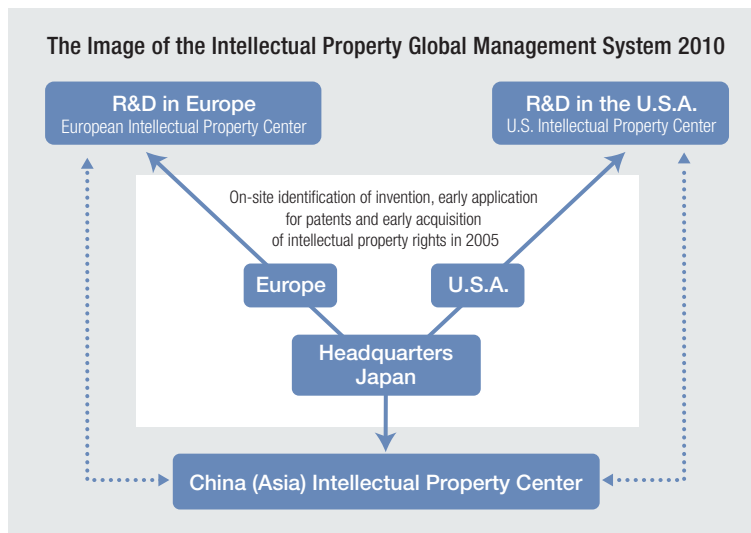 The Image of the Intellectual Property Global Management System 2010
R&D in Europe
European Intellectual Property Center
R&D in the U.S.A.
U.S. Intellectual Property Center
On-site identification of invention, early application
for patents and early acquisition
of intellectual property rights in 2005
Europe
U.S.A.
Headquarters
Japan
China (Asia) Intellectual Property Center